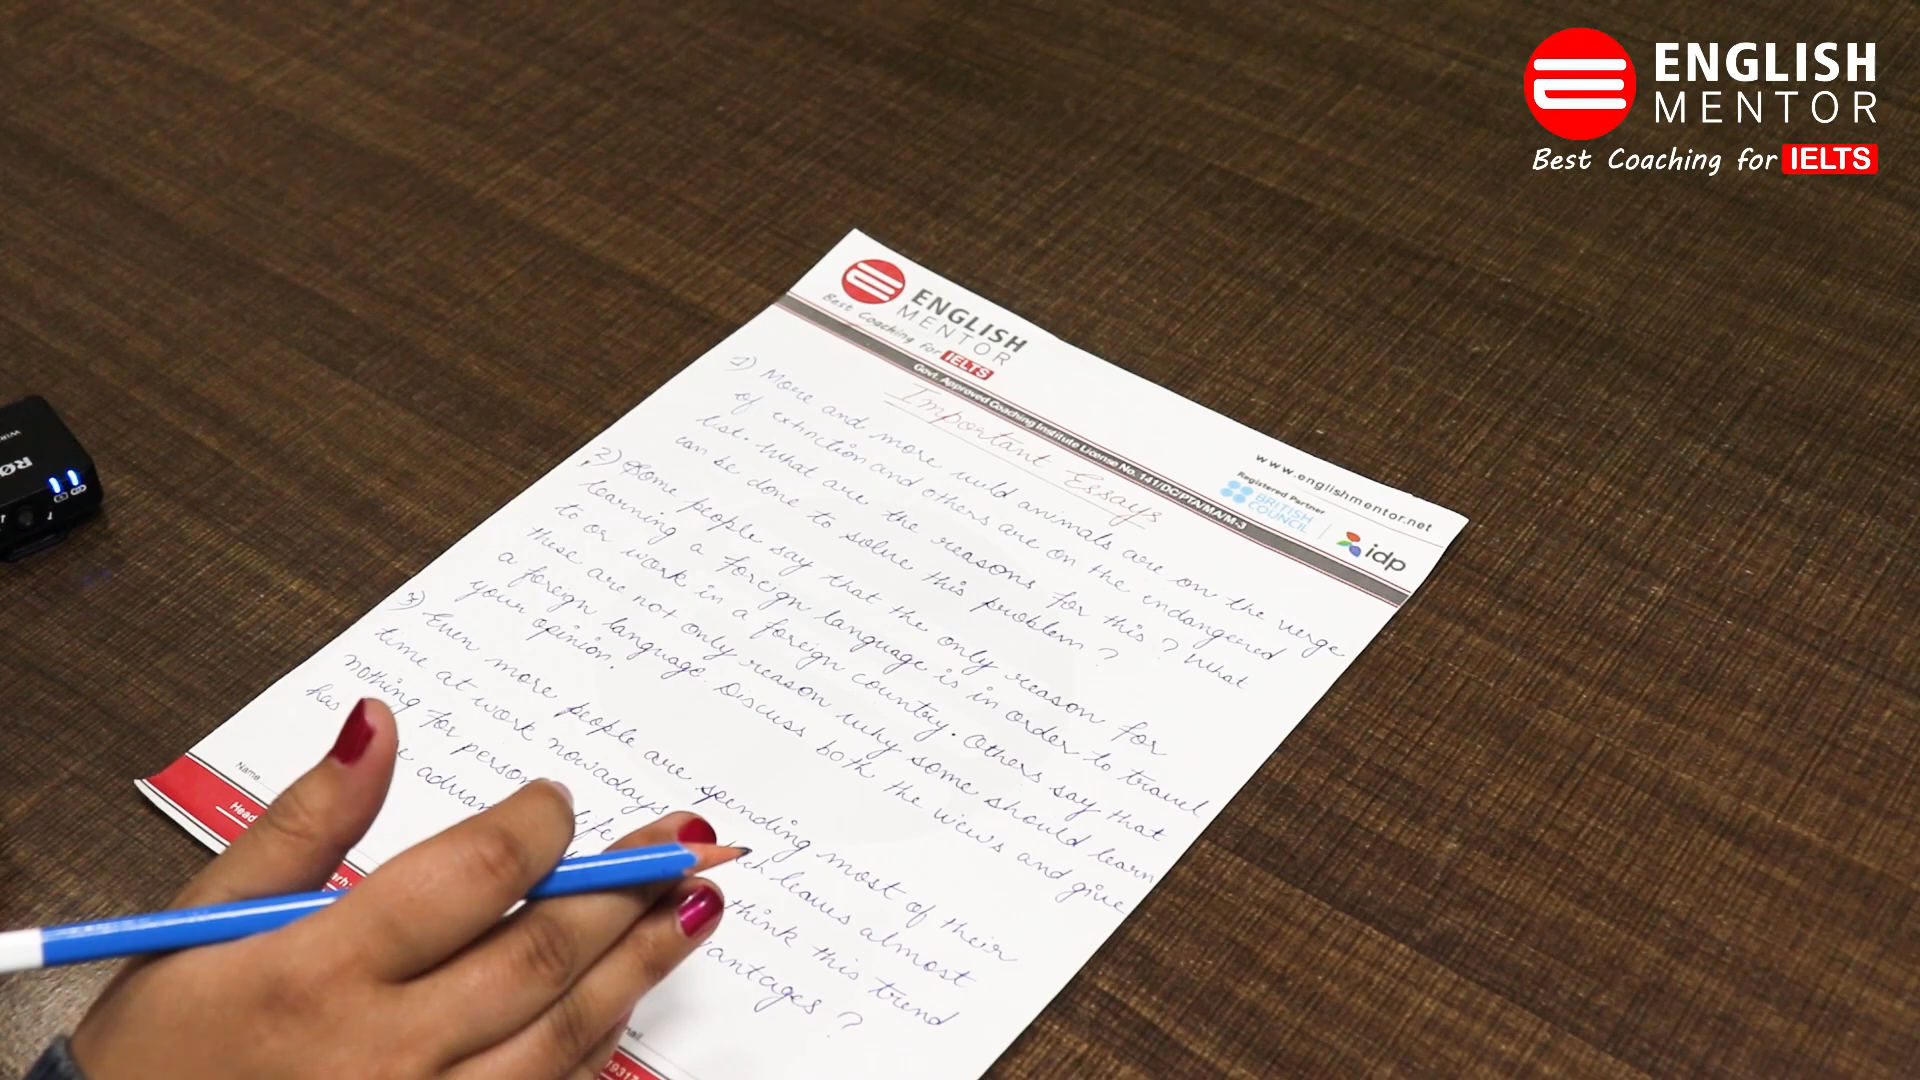 ENGLISH
MENTOR
Best Coaching for IELTS
ENGLISH
MENTOR
Best Coaching for IELTS
www.englishmentor.net
Registered Partner
BRITISH
COUNCIL
idp
Govt. Approved Coaching Institute License No. 141/DC/PTA/MA/M-3
Important Essays
1) More and more wild animals are on the verge
of extinction and others are on the endangered
list. What are the reasons for this? What
can be done to solve this problem?
2) Some people say that the only reason for
learning a foreign language is in order to travel
to or work in a foreign country. Others say that
these are not only reason why some should learn
a foreign language. Discuss both the views and give
your opinion.
3) Even more people are spending most of their
time at work nowadays leaves almost
nothing for life think this trend
has
Name
Head
RØDE